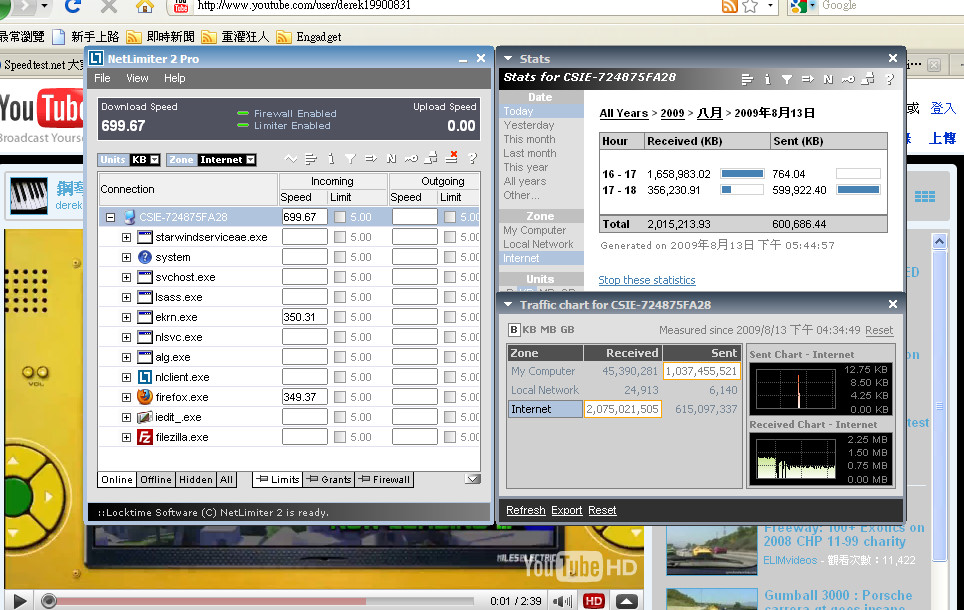 http://www.youtube.com/user/derek19900831
Google
最常瀏覽 新手上路 即時新聞 重灌狂人 Engadget
Speedtest.net 大
You Tube
Broadcast Yourself
或 登入
上傳
鋼琴
derek
NetLimiter 2 Pro
File View Help
Download Speed Upload Speed
699.67 0.00
Firewall Enabled
Limiter Enabled
Units KB Zone Internet
Connection Incoming Outgoing
Speed Limit Speed Limit
CSIE-724875FA28 699.67 5.00 5.00
starwindserviceae.exe 5.00 5.00
system 5.00 5.00
svchost.exe 5.00 5.00
lsass.exe 5.00 5.00
ekrn.exe 350.31 5.00 5.00
nlsvc.exe 5.00 5.00
alg.exe 5.00 5.00
nlclient.exe 5.00 5.00
firefox.exe 349.37 5.00 5.00
iedit_.exe 5.00 5.00
filezilla.exe 5.00 5.00
Online Offline Hidden All Limits Grants Firewall
::Locktime Software (C) NetLimiter 2 is ready.
Stats
Stats for CSIE-724875FA28
Date
Today
Yesterday
This month
Last month
This year
All years
Other...
Zone
My Computer
Local Network
Internet
Units
All Years > 2009 > 八月 > 2009年8月13日
Hour Received (KB) Sent (KB)
16 - 17 1,658,983.02 764.04
17 - 18 356,230.91 599,922.40
Total 2,015,213.93 600,686.44
Generated on 2009年8月13日 下午 05:44:57
Stop these statistics
Traffic chart for CSIE-724875FA28
B KB MB GB Measured since 2009/8/13 下午 04:34:49 Reset
Zone Received Sent
My Computer 45,390,281 1,037,455,521
Local Network 24,913 6,140
Internet 2,075,021,505 615,097,337
Sent Chart - Internet
12.75 KB
8.50 KB
4.25 KB
0.00 KB
Received Chart - Internet
2.25 MB
1.50 MB
0.75 MB
0.00 MB
Refresh Export Reset
VOL
MILES ELECTRIC
YouTube HD
0:01 / 2:39 HD
Freeway: 100+ Exotics on
2008 CHP 11-99 charity
ELIMvideos - 觀看次數：11,422
Gumball 3000 : Porsche
carrera gt goes insane